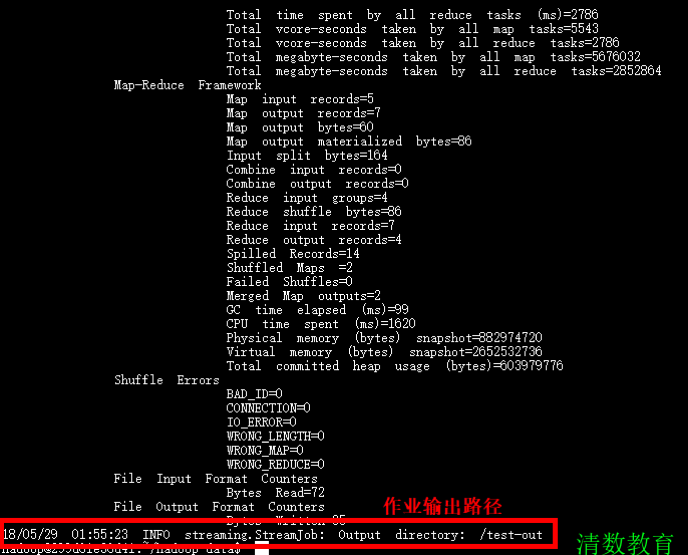 Total time spent by all reduce tasks (ms)=2786
Total vcore-seconds taken by all map tasks=5543
Total vcore-seconds taken by all reduce tasks=2786
Total megabyte-seconds taken by all map tasks=5676032
Total megabyte-seconds taken by all reduce tasks=2852864
Map-Reduce Framework
Map input records=5
Map output records=7
Map output bytes=60
Map output materialized bytes=86
Input split bytes=164
Combine input records=0
Combine output records=0
Reduce input groups=4
Reduce shuffle bytes=86
Reduce input records=7
Reduce output records=4
Spilled Records=14
Shuffled Maps =2
Failed Shuffles=0
Merged Map outputs=2
GC time elapsed (ms)=99
CPU time spent (ms)=1620
Physical memory (bytes) snapshot=882974720
Virtual memory (bytes) snapshot=2652532736
Total committed heap usage (bytes)=603979776
Shuffle Errors
BAD_ID=0
CONNECTION=0
IO_ERROR=0
WRONG_LENGTH=0
WRONG_MAP=0
WRONG_REDUCE=0
File Input Format Counters
Bytes Read=72
File Output Format Counters
作业输出路径
18/05/29 01:55:23 INFO streaming.StreamJob: Output directory: /test-out
清数教育